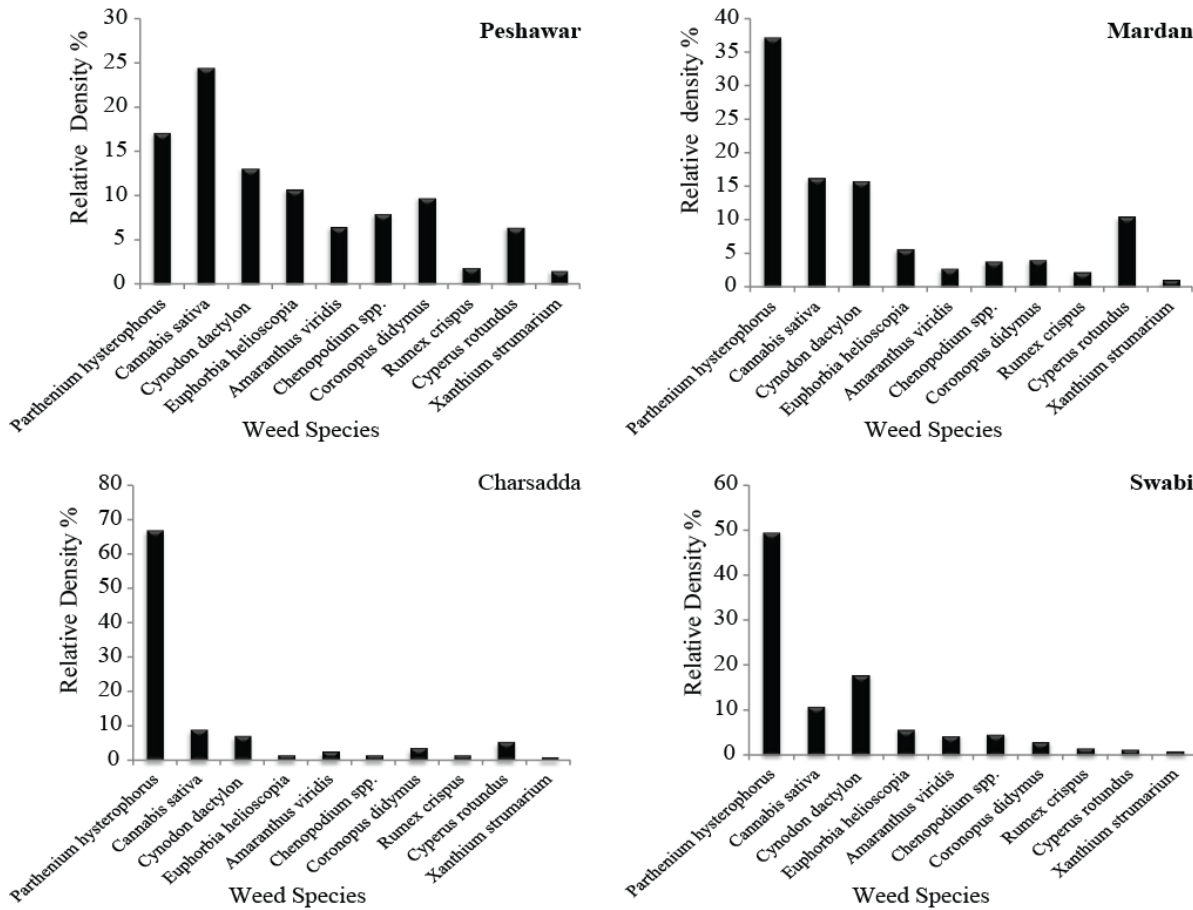 Peshawar
Relative Density %
30
25
20
15
10
5
0
Parthenium hysterophorus
Cannabis sativa
Cynodon dactylon
Euphorbia helioscopia
Amaranthus viridis
Chenopodium spp.
Coronopus didymus
Rumex crispus
Cyperus rotundus
Xanthium strumarium
Weed Species
Mardan
Relative density %
40
35
30
25
20
15
10
5
0
Parthenium hysterophorus
Cannabis sativa
Cynodon dactylon
Euphorbia helioscopia
Amaranthus viridis
Chenopodium spp.
Coronopus didymus
Rumex crispus
Cyperus rotundus
Xanthium strumarium
Weed Species
Charsadda
Relative Density %
80
70
60
50
40
30
20
10
0
Parthenium hysterophorus
Cannabis sativa
Cynodon dactylon
Euphorbia helioscopia
Amaranthus viridis
Chenopodium spp.
Coronopus didymus
Rumex crispus
Cyperus rotundus
Xanthium strumarium
Weed Species
Swabi
Relative Density %
60
50
40
30
20
10
0
Parthenium hysterophorus
Cannabis sativa
Cynodon dactylon
Euphorbia helioscopia
Amaranthus viridis
Chenopodium spp.
Coronopus didymus
Rumex crispus
Cyperus rotundus
Xanthium strumarium
Weed Species